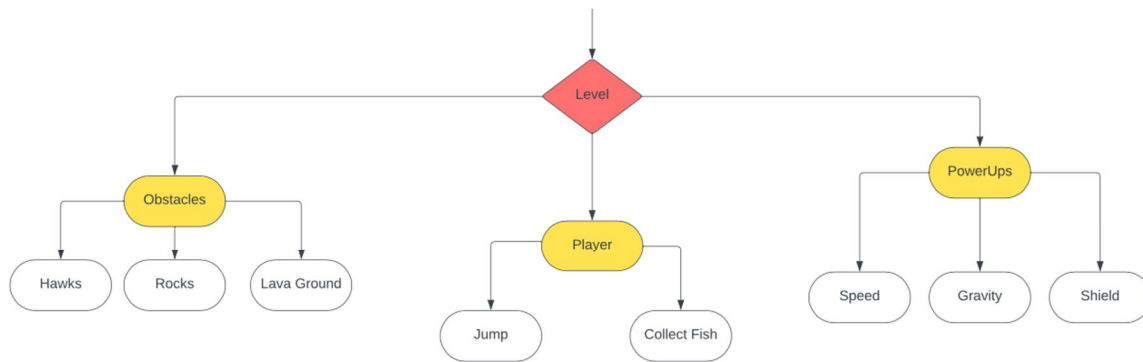 Level
Obstacles
PowerUps
Player
Hawks
Rocks
Lava Ground
Speed
Gravity
Shield
Jump
Collect Fish